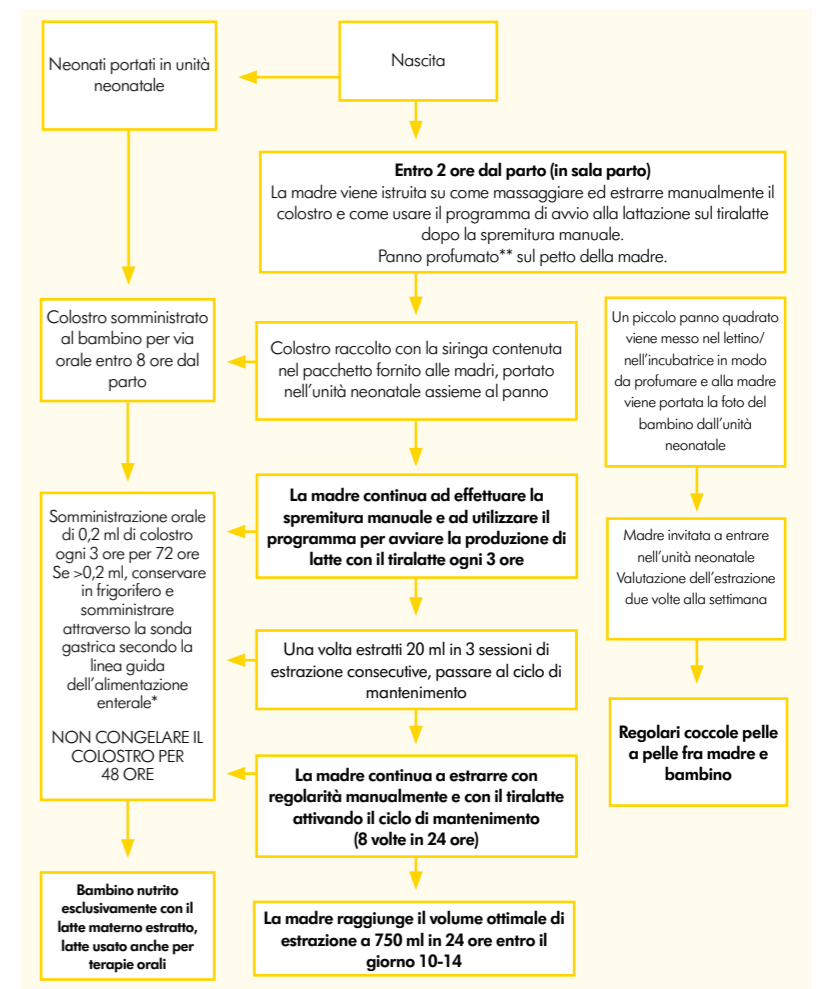 Neonati portati in unità
neonatale
Nascita
Entro 2 ore dal parto (in sala parto)
La madre viene istruita su come massaggiare ed estrarre manualmente il
colostro e come usare il programma di avvio alla lattazione sul tiralatte
dopo la spremitura manuale.
Panno profumato** sul petto della madre.
Colostro somministrato
al bambino per via
orale entro 8 ore dal
parto
Colostro raccolto con la siringa contenuta
nel pacchetto fornito alle madri, portato
nell'unità neonatale assieme al panno
Un piccolo panno quadrato
viene messo nel lettino/
nell'incubatrice in modo
da profumare e alla madre
viene portata la foto del
bambino dall'unità
neonatale
Somministrazione orale
di 0,2 ml di colostro
ogni 3 ore per 72 ore
Se >0,2 ml, conservare
in frigorifero e
somministrare
attraverso la sonda
gastrica secondo la
linea guida
dell'alimentazione
enterale*
NON CONGELARE IL
COLOSTRO PER
48 ORE
La madre continua ad effettuare la
spremitura manuale e ad utilizzare il
programma per avviare la produzione di
latte con il tiralatte ogni 3 ore
Madre invitata a entrare
nell'unità neonatale
Valutazione dell'estrazione
due volte alla settimana
Una volta estratti 20 ml in 3 sessioni di
estrazione consecutive, passare al ciclo di
mantenimento
Regolari coccole pelle
a pelle fra madre e
bambino
La madre continua a estrarre con
regolarità manualmente e con il tiralatte
attivando il ciclo di mantenimento
(8 volte in 24 ore)
Bambino nutrito
esclusivamente con il
latte materno estratto,
latte usato anche per
terapie orali
La madre raggiunge il volume ottimale di
estrazione a 750 ml in 24 ore entro il
giorno 10-14